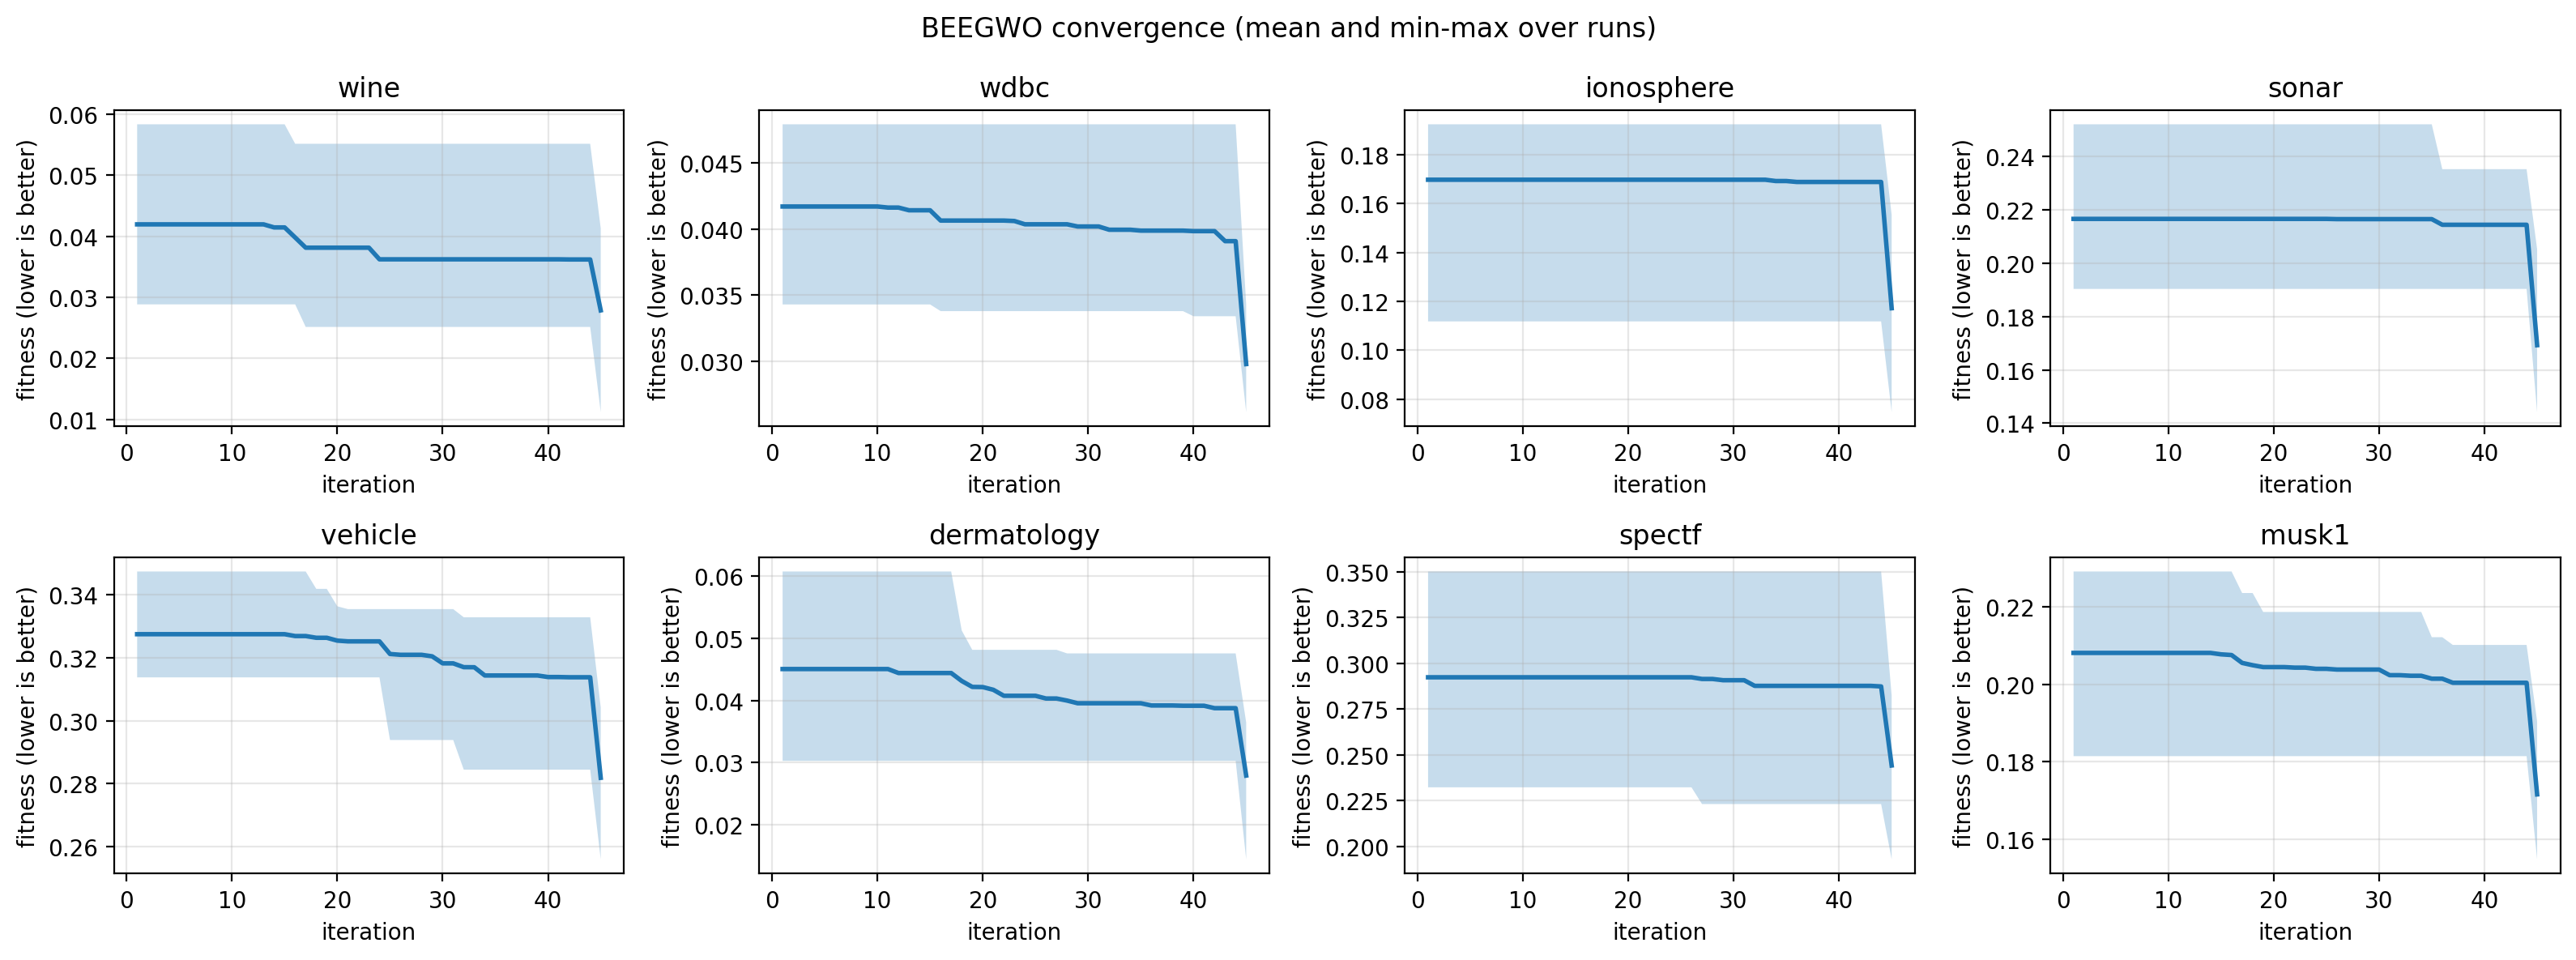 BEEGWO convergence (mean and min-max over runs)
wine
fitness (lower is better)
0.06
0.05
0.04
0.03
0.02
0.01
0 10 20 30 40
iteration
wdbc
fitness (lower is better)
0.045
0.040
0.035
0.030
0 10 20 30 40
iteration
ionosphere
fitness (lower is better)
0.18
0.16
0.14
0.12
0.10
0.08
0 10 20 30 40
iteration
sonar
fitness (lower is better)
0.24
0.22
0.20
0.18
0.16
0.14
0 10 20 30 40
iteration
vehicle
fitness (lower is better)
0.34
0.32
0.30
0.28
0.26
0 10 20 30 40
iteration
dermatology
fitness (lower is better)
0.06
0.05
0.04
0.03
0.02
0 10 20 30 40
iteration
spectf
fitness (lower is better)
0.350
0.325
0.300
0.275
0.250
0.225
0.200
0 10 20 30 40
iteration
musk1
fitness (lower is better)
0.22
0.20
0.18
0.16
0 10 20 30 40
iteration